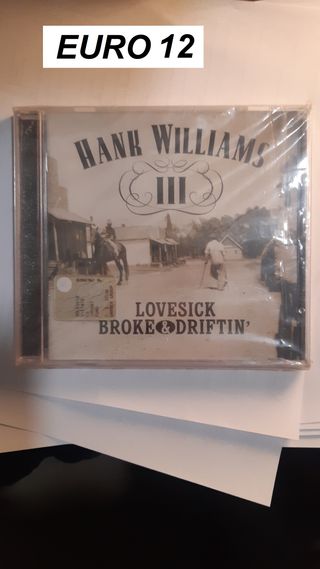 EURO 12
HANK WILLIAMS
III
LOVESICK
BROKE & DRIFTIN'